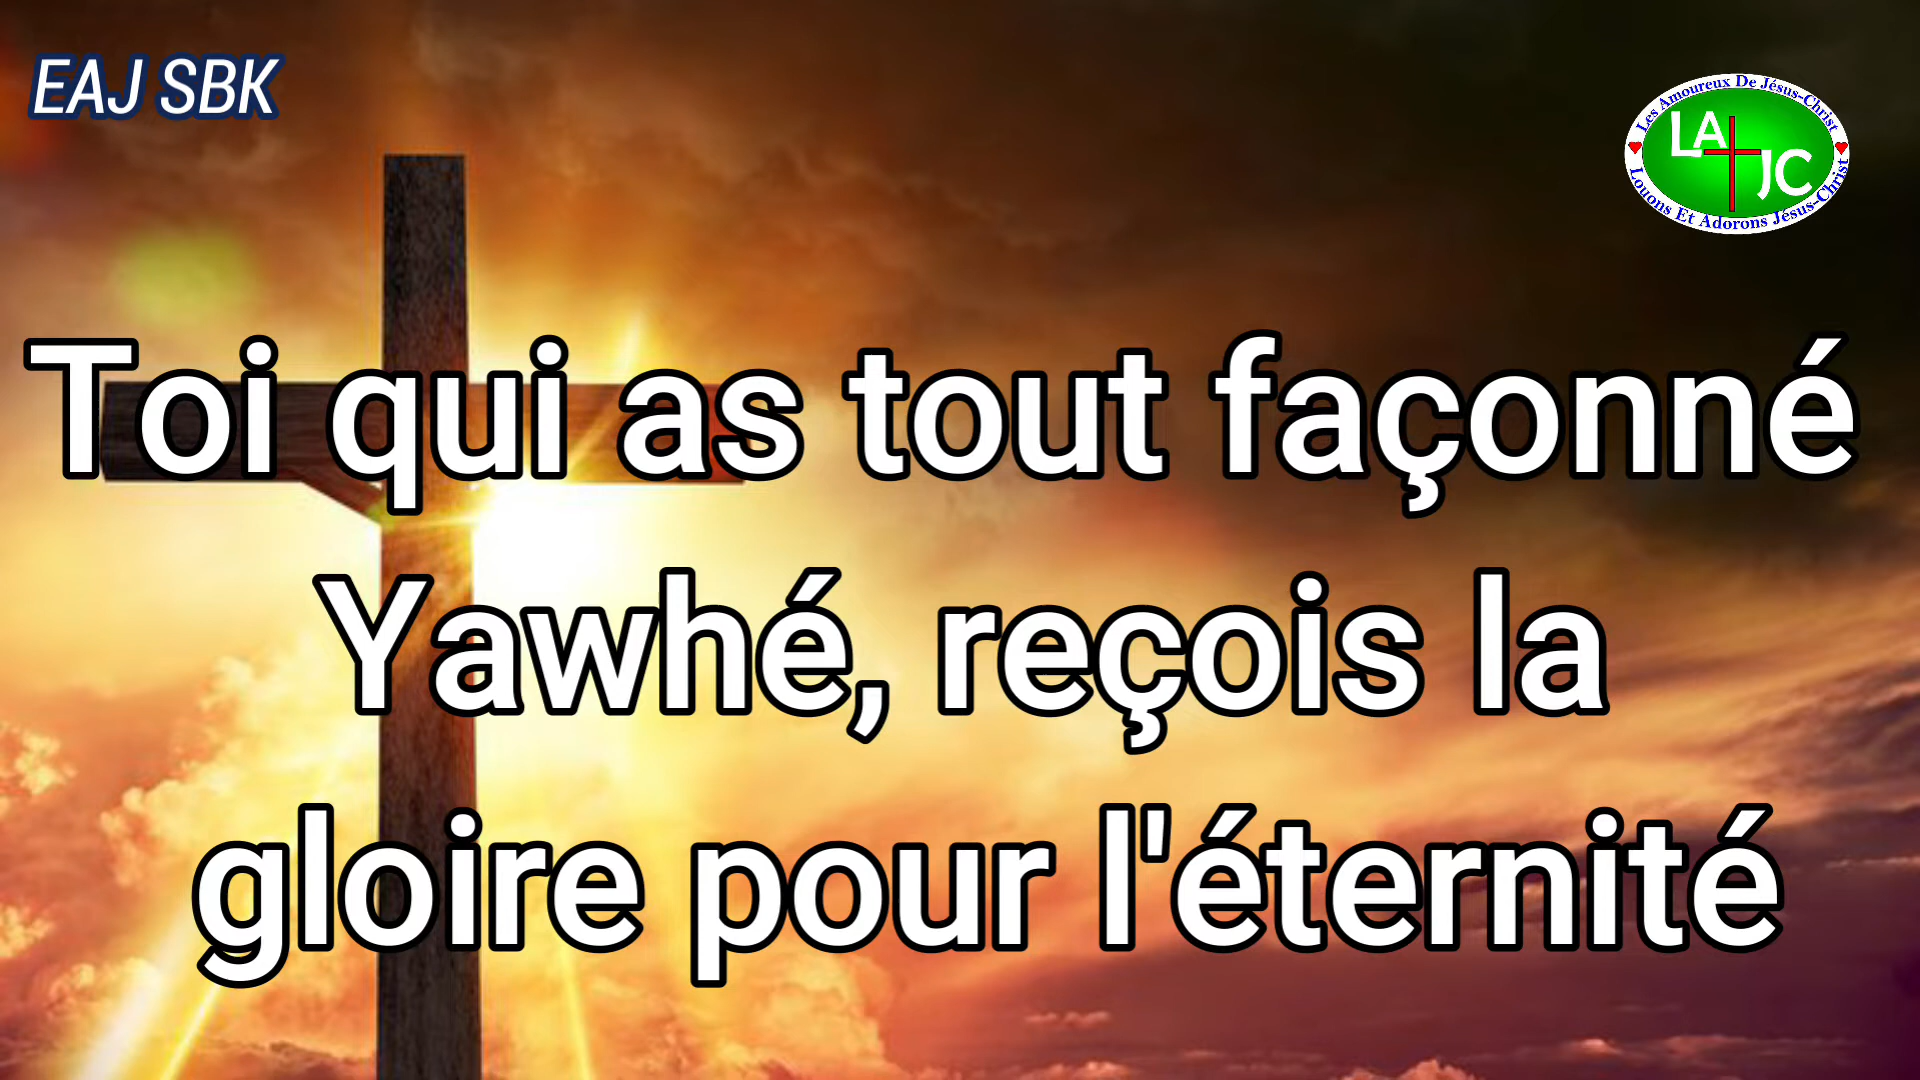 EAJ SBK
Les Amoureux De Jésus-Christ
LA
JC
Louons Et Adorons Jésus-Christ
Toi qui as tout façonné
Yawhé, reçois la
gloire pour l'éternité